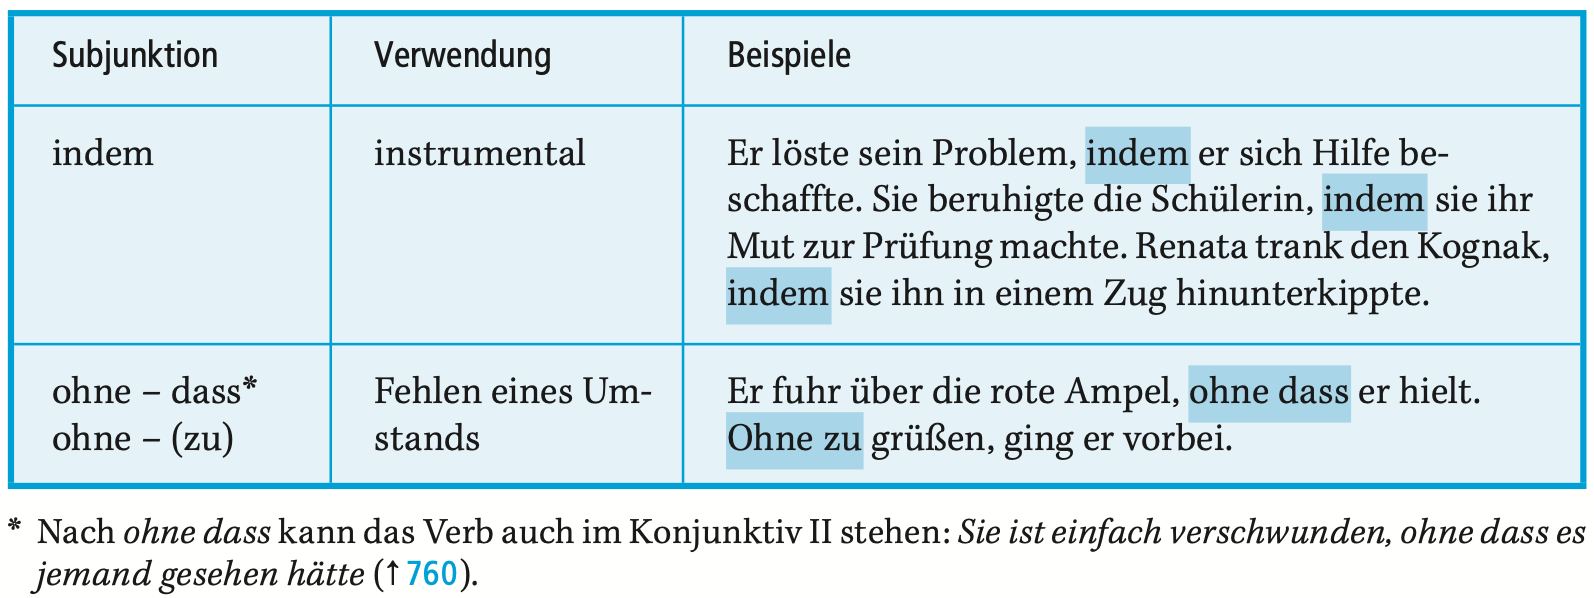 Subjunktion Verwendung Beispiele
indem instrumental Er löste sein Problem, indem er sich Hilfe be-
schaffte. Sie beruhigte die Schülerin, indem sie ihr
Mut zur Prüfung machte. Renata trank den Kognak,
indem sie ihn in einem Zug hinunterkippte.
ohne – dass* Fehlen eines Um- Er fuhr über die rote Ampel, ohne dass er hielt.
ohne – (zu) stands Ohne zu grüßen, ging er vorbei.
* Nach ohne dass kann das Verb auch im Konjunktiv II stehen: Sie ist einfach verschwunden, ohne dass es
jemand gesehen hätte (↑760).